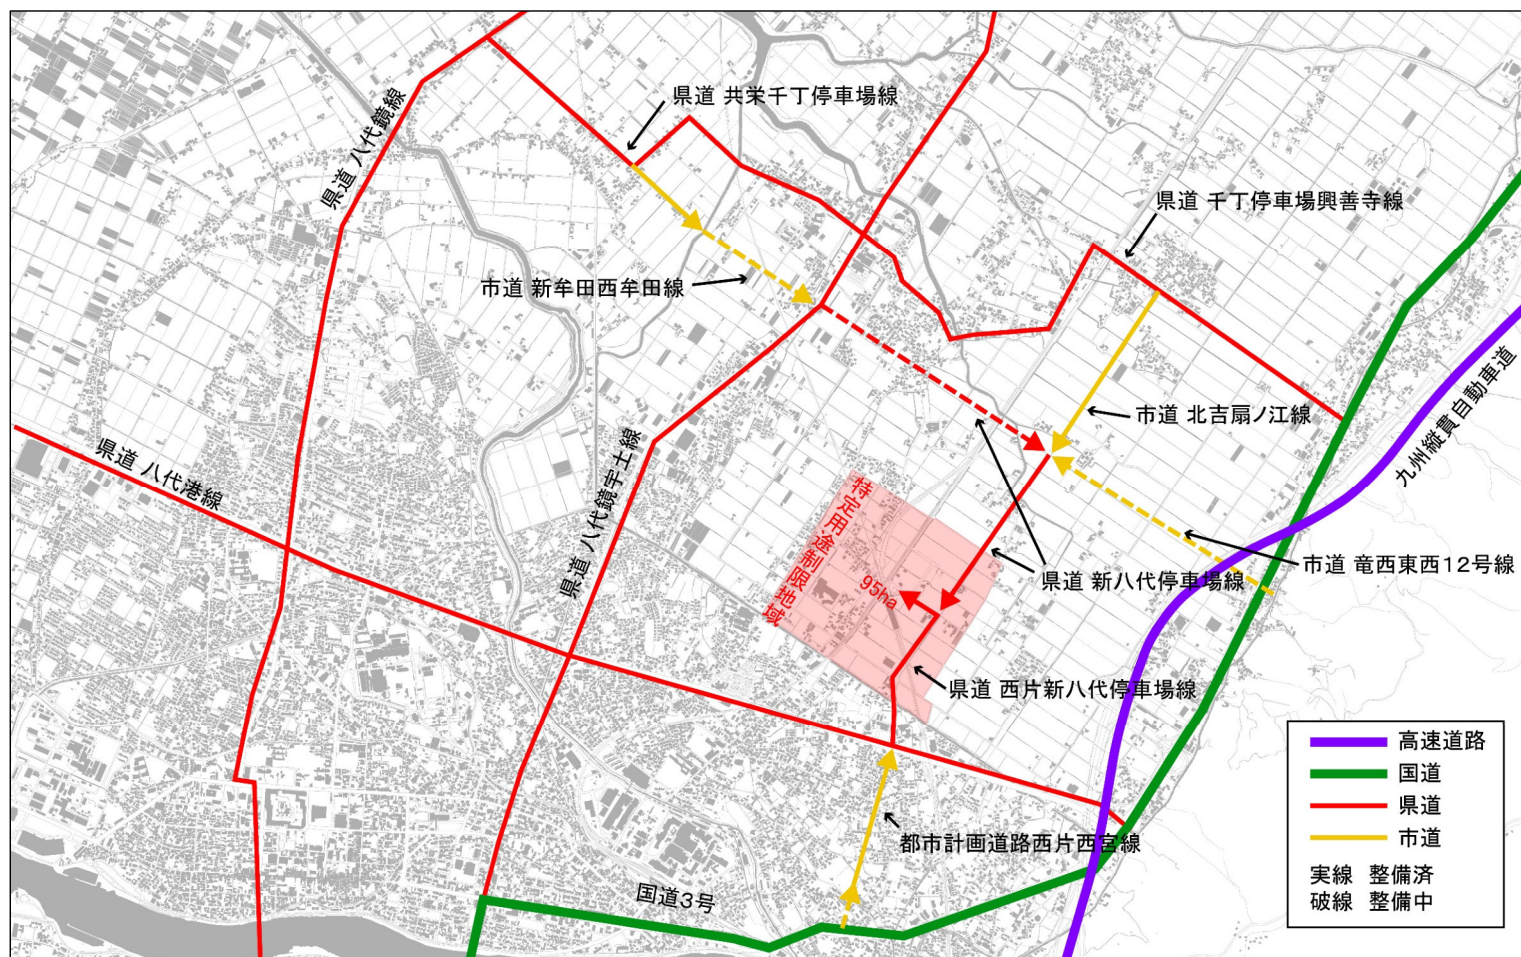 県道 共栄千丁停車場線
県道 八代鏡線
県道 千丁停車場興善寺線
市道 新牟田西牟田線
市道 北吉扇ノ江線
九州縦貫自動車道
県道 八代港線
県道 八代鏡宇土線
特定用途制限地域
95ha
県道 新八代停車場線
市道 竜西東西12号線
県道 西片新八代停車場線
都市計画道路西片西宮線
国道3号
高速道路
国道
県道
市道
実線 整備済
破線 整備中